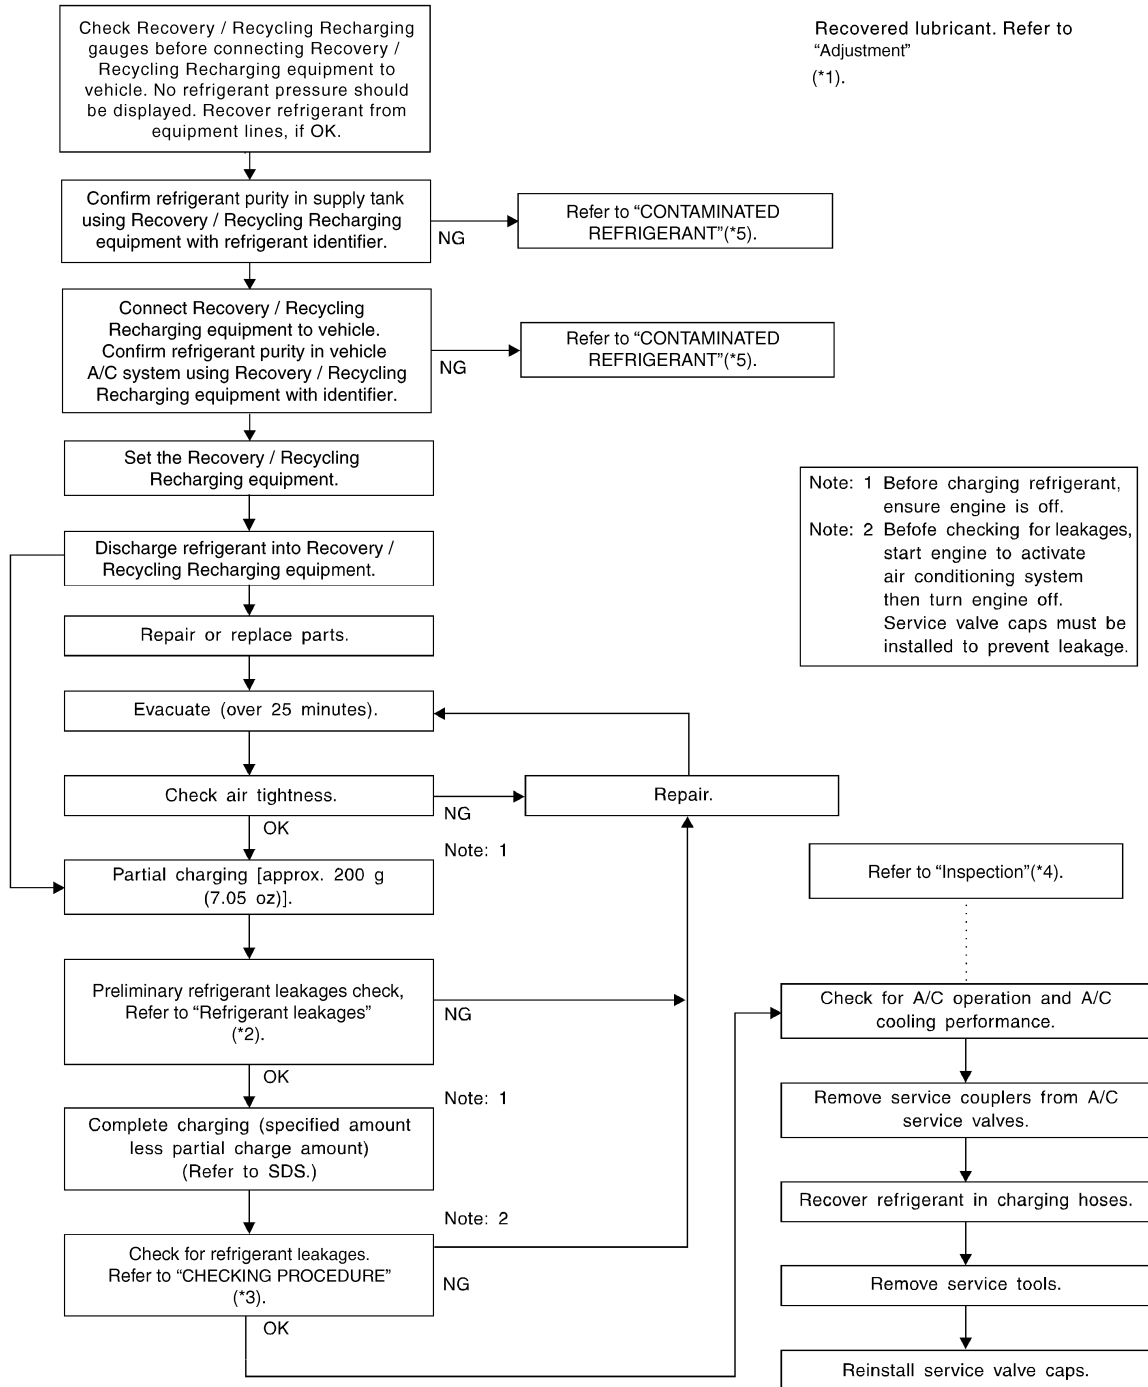 Check Recovery / Recycling Recharging
gauges before connecting Recovery /
Recycling Recharging equipment to
vehicle. No refrigerant pressure should
be displayed. Recover refrigerant from
equipment lines, if OK.
Recovered lubricant. Refer to
“Adjustment”
(*1).
Confirm refrigerant purity in supply tank
using Recovery / Recycling Recharging
equipment with refrigerant identifier.
NG
Refer to “CONTAMINATED
REFRIGERANT”(*5).
Connect Recovery / Recycling
Recharging equipment to vehicle.
Confirm refrigerant purity in vehicle
A/C system using Recovery / Recycling
Recharging equipment with identifier.
NG
Refer to “CONTAMINATED
REFRIGERANT”(*5).
Set the Recovery / Recycling
Recharging equipment.
Note: 1 Before charging refrigerant,
ensure engine is off.
Note: 2 Befofe checking for leakages,
start engine to activate
air conditioning system
then turn engine off.
Service valve caps must be
installed to prevent leakage.
Discharge refrigerant into Recovery /
Recycling Recharging equipment.
Repair or replace parts.
Evacuate (over 25 minutes).
Check air tightness.
NG
Repair.
OK
Note: 1
Partial charging [approx. 200 g
(7.05 oz)].
Preliminary refrigerant leakages check,
Refer to “Refrigerant leakages”
(*2).
NG
OK
Note: 1
Complete charging (specified amount
less partial charge amount)
(Refer to SDS.)
Note: 2
Check for refrigerant leakages.
Refer to “CHECKING PROCEDURE”
(*3).
NG
OK
Refer to “Inspection”(*4).
Check for A/C operation and A/C
cooling performance.
Remove service couplers from A/C
service valves.
Recover refrigerant in charging hoses.
Remove service tools.
Reinstall service valve caps.